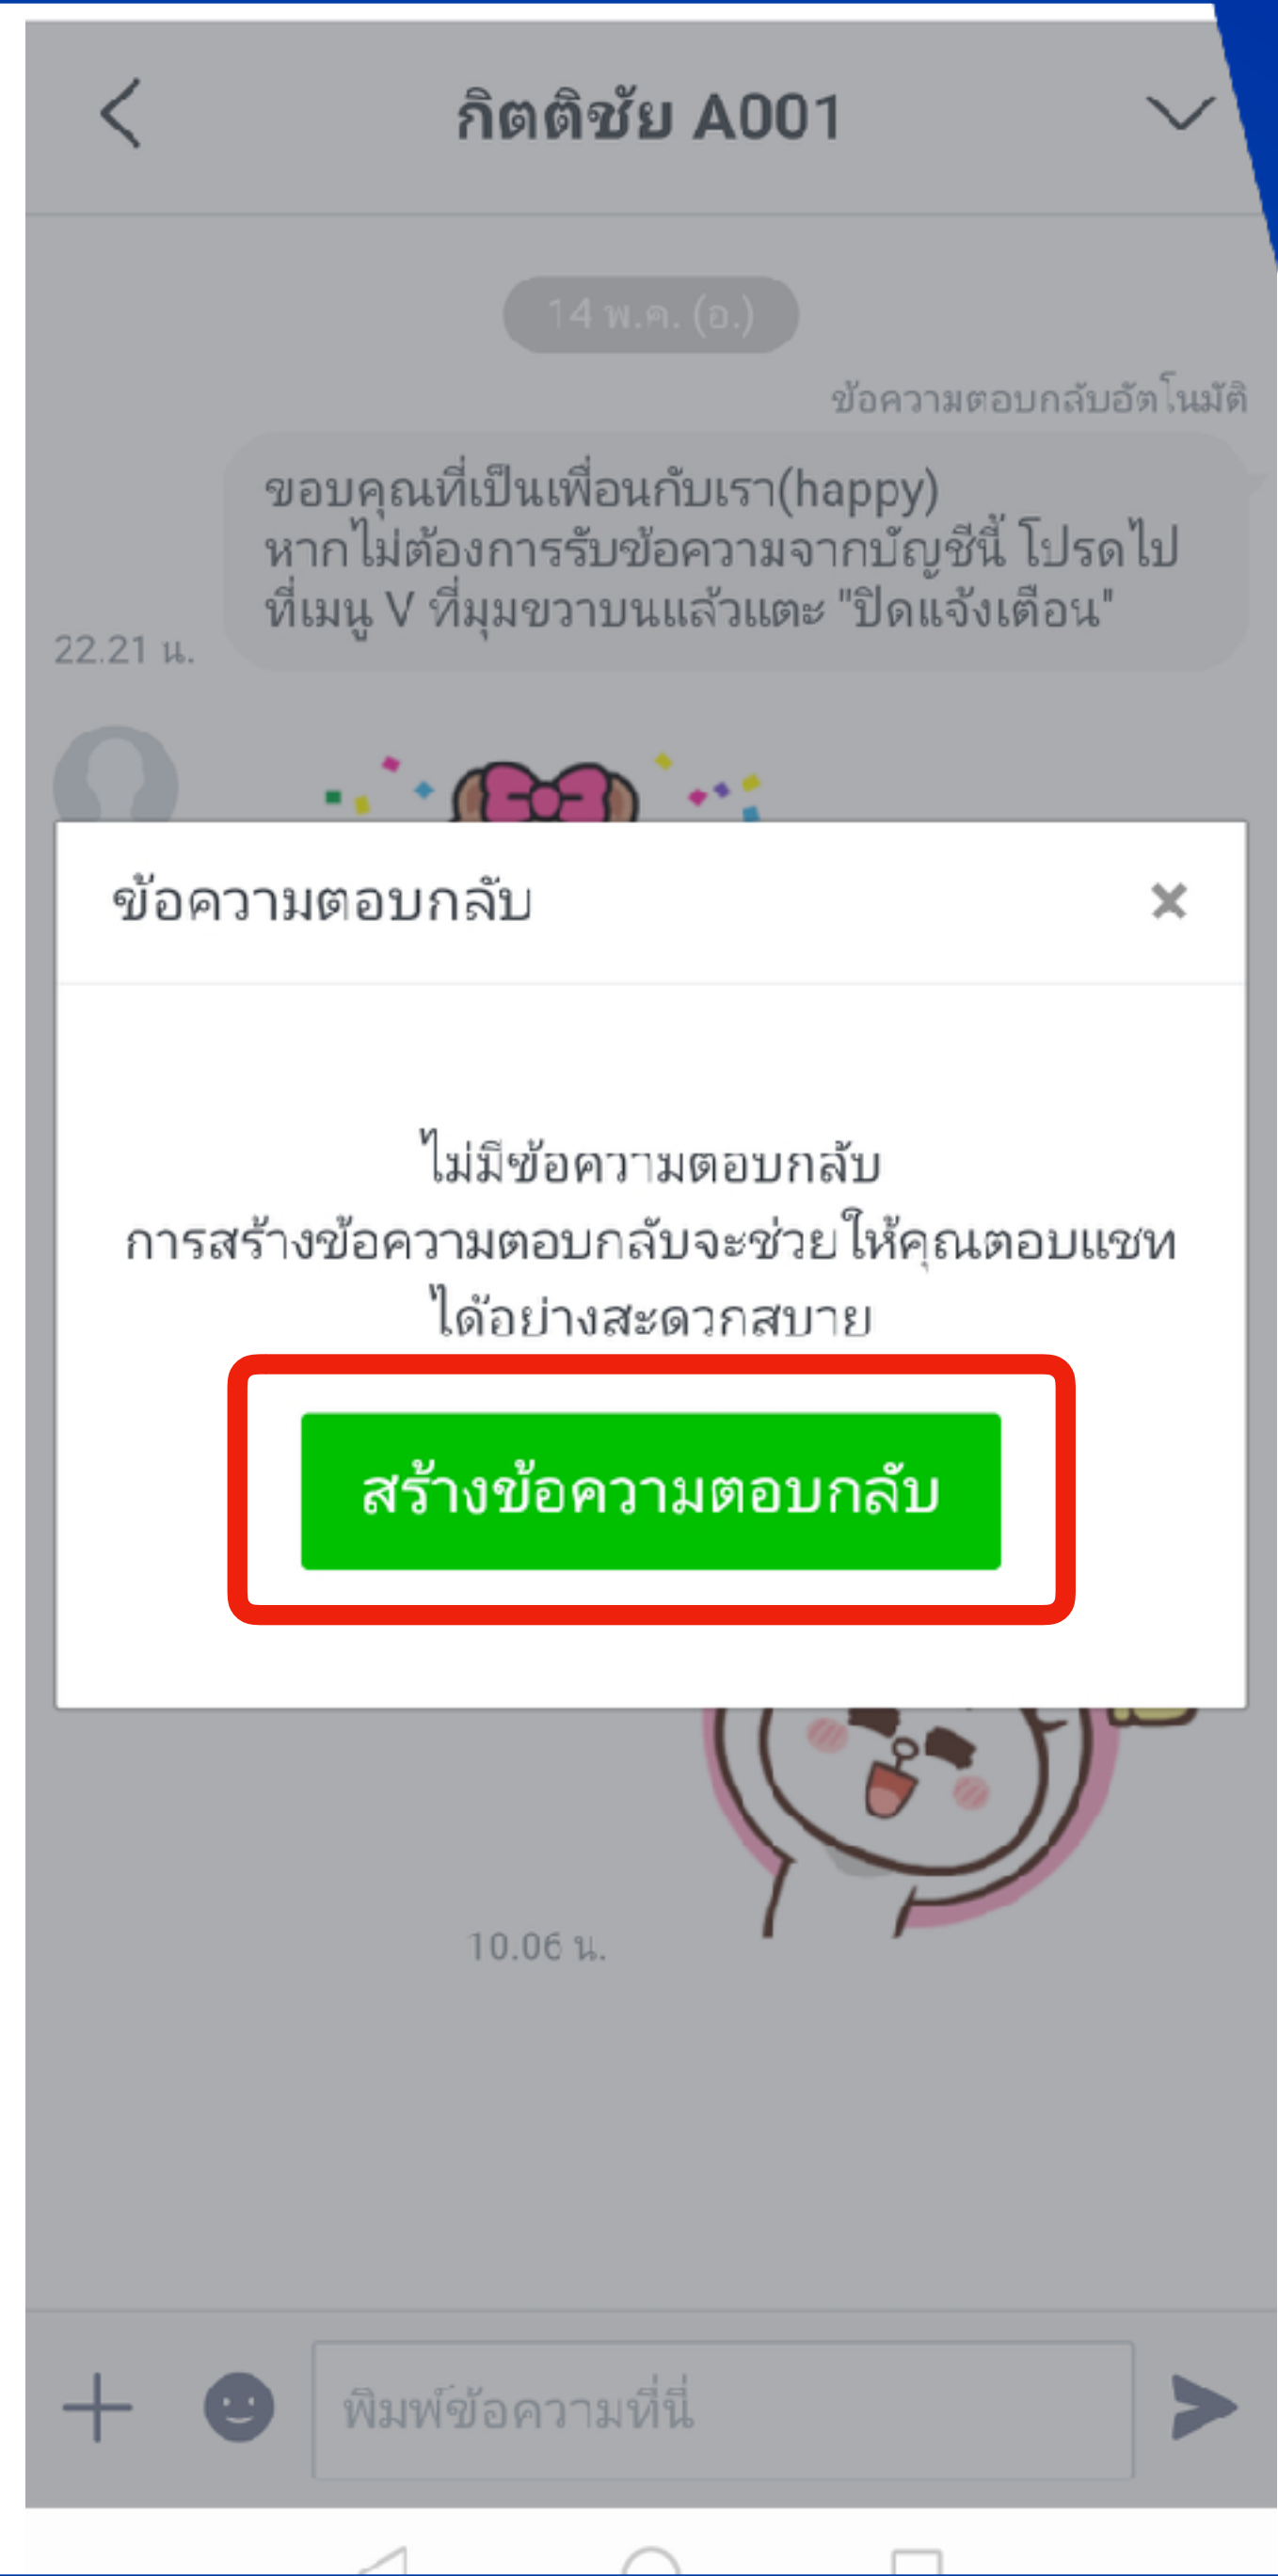 กิตติชัย A001
14 พ.ค. (อ.)
ข้อความตอบกลับอัตโนมัติ
ขอบคุณที่เป็นเพื่อนกับเรา(happy)
หากไม่ต้องการรับข้อความจากบัญชีนี้ โปรดไป
ที่เมนู V ที่มุมขวาบนแล้วแตะ "ปิดแจ้งเตือน"
22.21 น.
ข้อความตอบกลับ
ไม่มีข้อความตอบกลับ
การสร้างข้อความตอบกลับจะช่วยให้คุณตอบแชท
ได้อย่างสะดวกสบาย
สร้างข้อความตอบกลับ
10.06 น.
พิมพ์ข้อความที่นี่